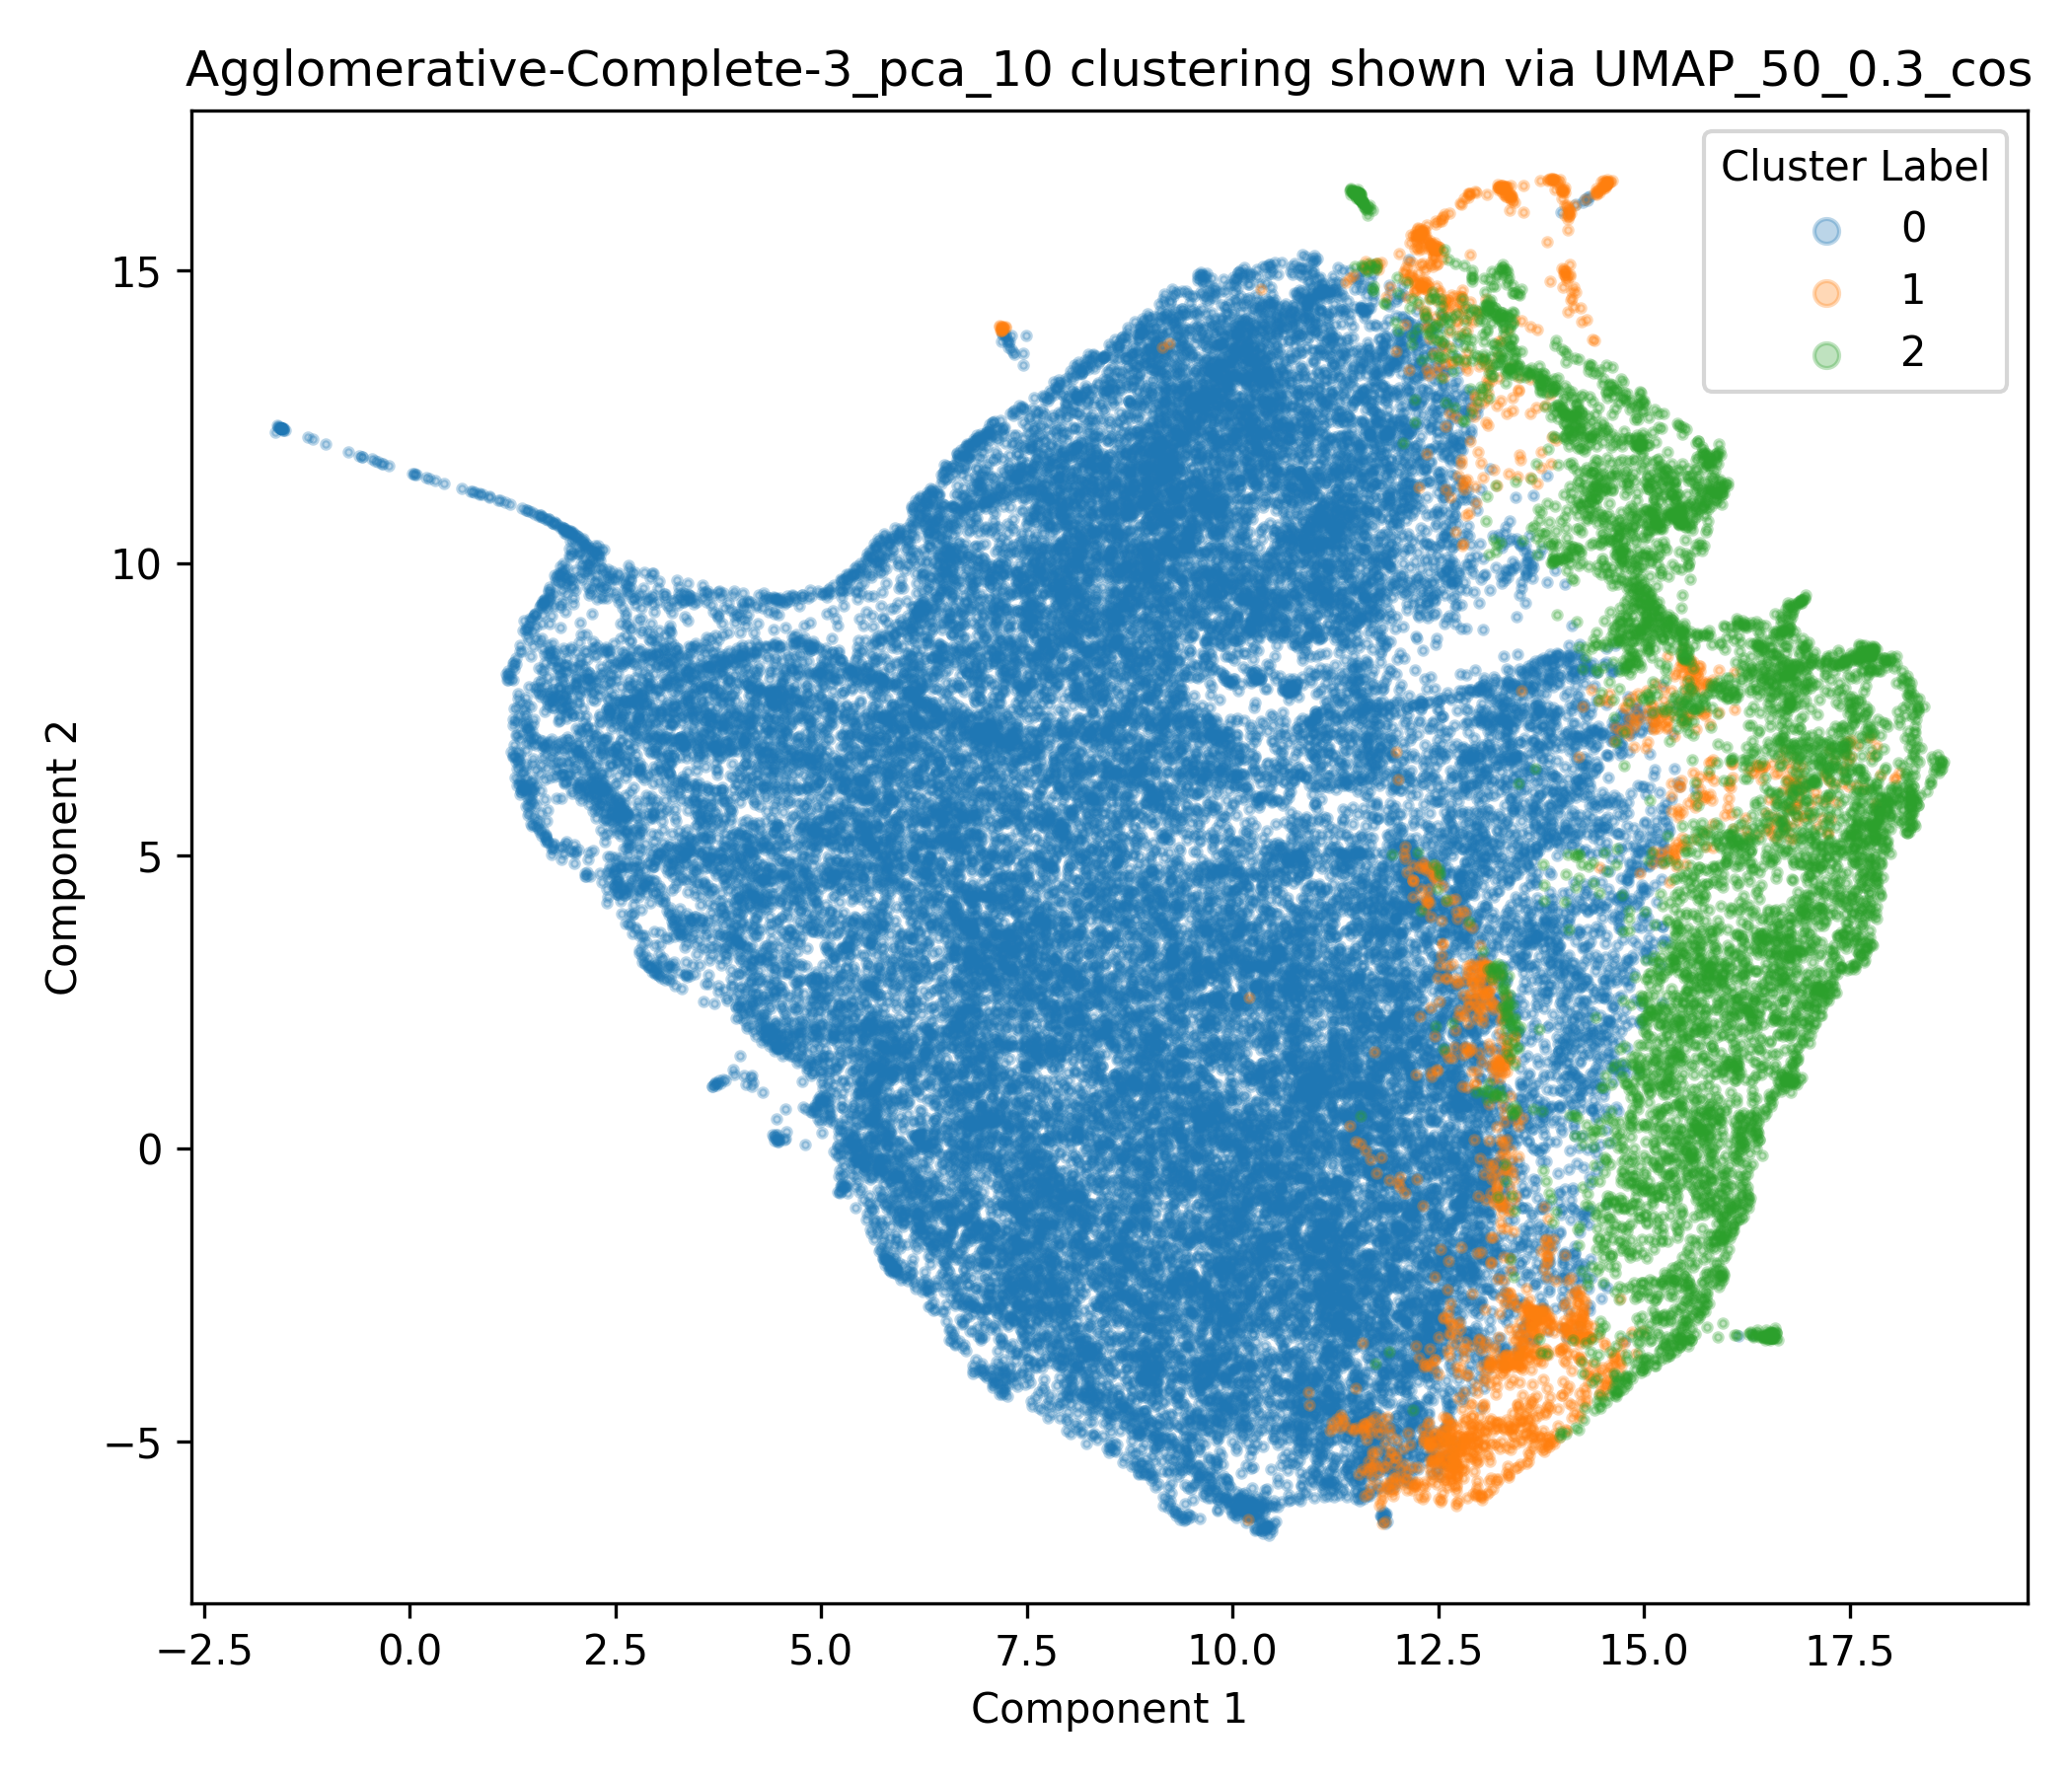 Agglomerative-Complete-3_pca_10 clustering shown via UMAP_50_0.3_cos
Cluster Label
0
1
2
15
10
5
0
−5
Component 2
−2.5 0.0 2.5 5.0 7.5 10.0 12.5 15.0 17.5
Component 1